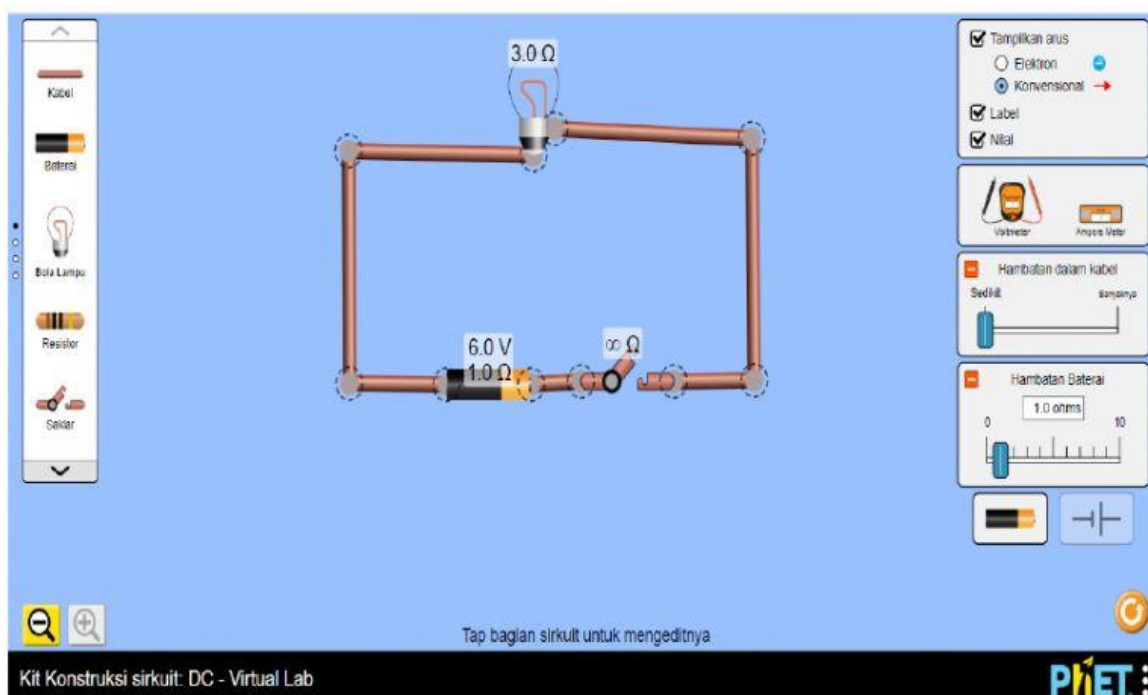 3.0 Ω
Kabel
Baterai
Bola Lampu
Resistor
Saklar
6.0 V
1.0 Ω
∞ Ω
Tampilkan arus
Elektron
Konvensional
Label
Nilai
Voltmeter
Ampere Meter
Hambatan dalam kabel
Sedikit
Banyaknya
Hambatan Baterai
1.0 ohms
0
10
Tap bagian sirkuit untuk mengeditnya
Kit Konstruksi sirkuit: DC - Virtual Lab
PhET